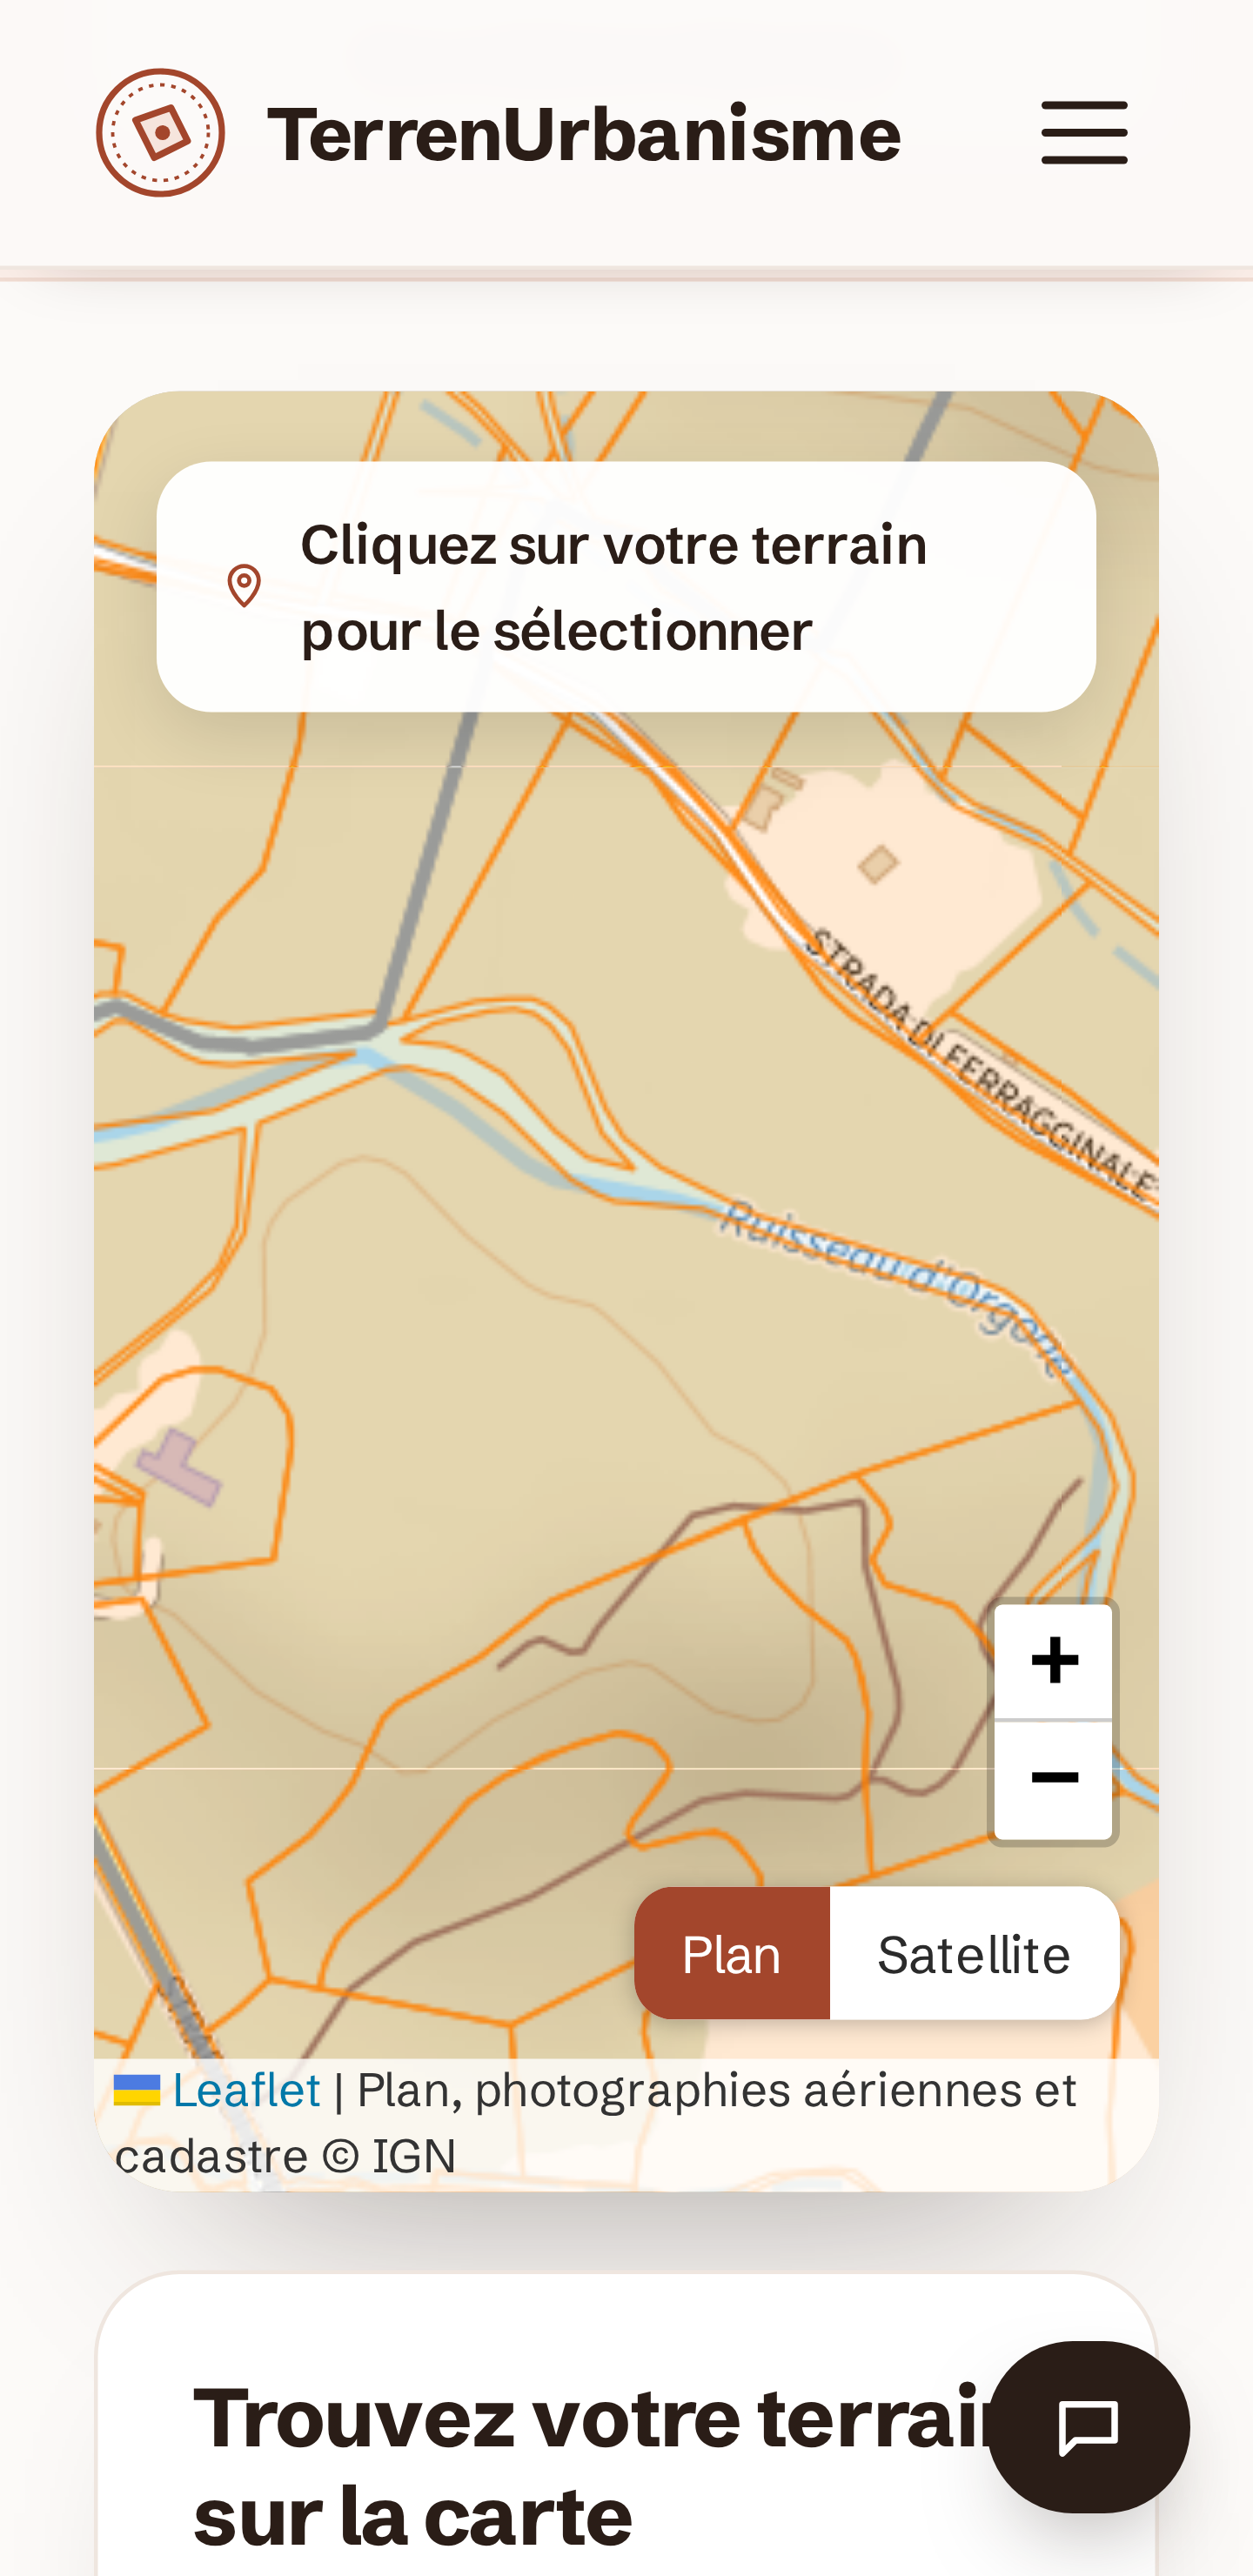 TerrenUrbanisme
Cliquez sur votre terrain
pour le sélectionner
STRADA DI FERRAGGINALE
Ruisseau d'Orgone
+
−
Plan
Satellite
Leaflet | Plan, photographies aériennes et
cadastre © IGN
Trouvez votre terrain
sur la carte